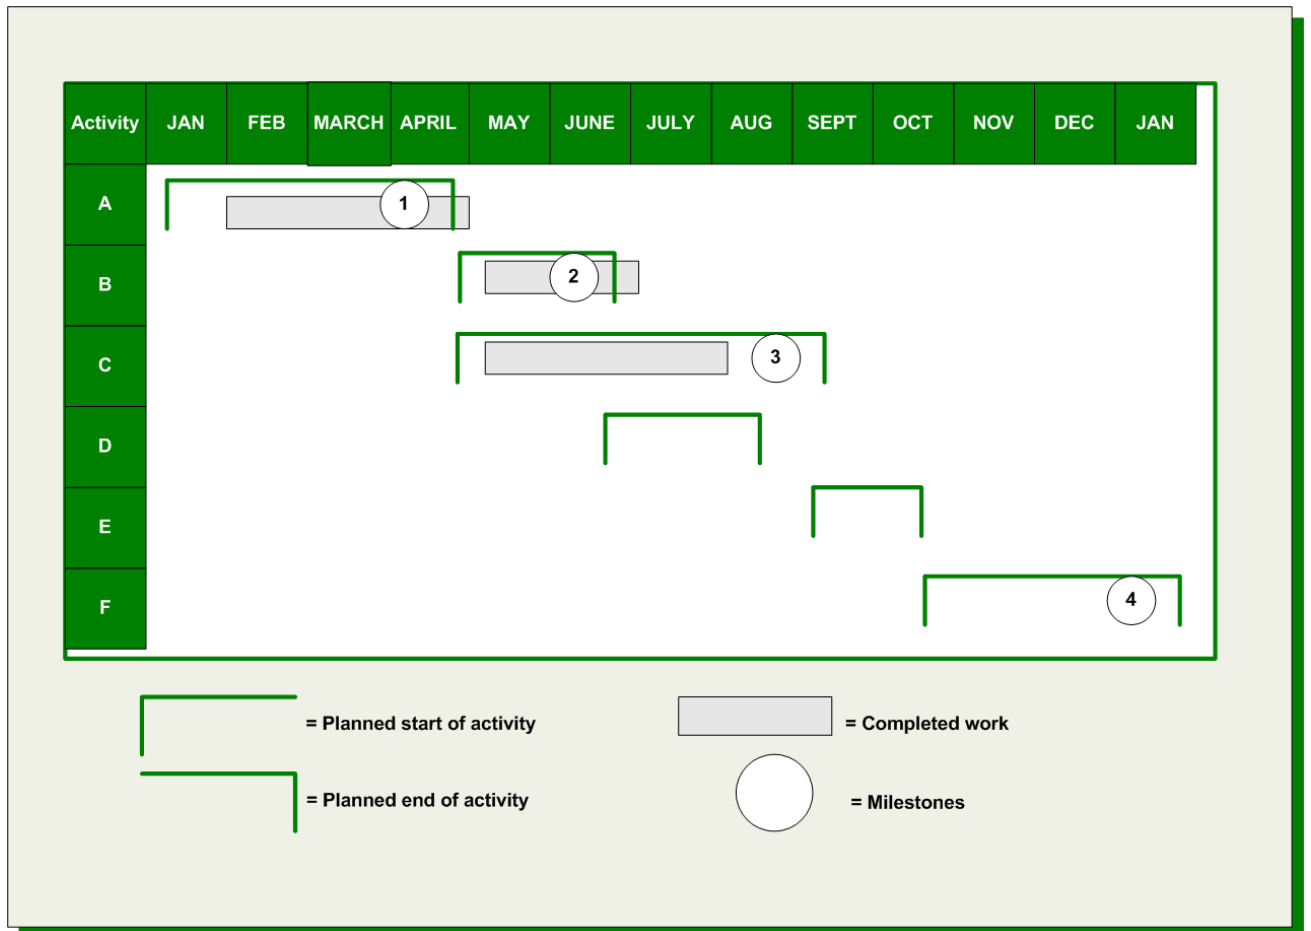 Activity JAN FEB MARCH APRIL MAY JUNE JULY AUG SEPT OCT NOV DEC JAN
A 1
B 2
C 3
D
E
F 4
= Planned start of activity = Completed work
= Planned end of activity = Milestones